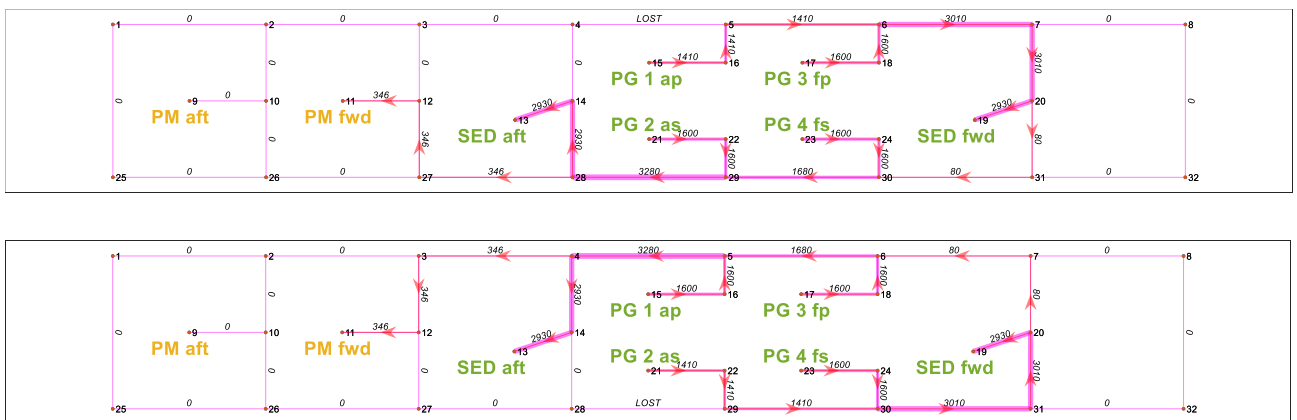 0 0 0 LOST 1410 3010 0
1 2 3 4 5 6 7 8
0 0 1410 1600 3010
1410 1600
15 16 17 18
PG 1 ap PG 3 fp
0 346 2930 2930
0 9 10 11 12 14 20 0
PM aft PM fwd 13 19
PG 2 as PG 4 fs
SED aft SED fwd
1600 1600
21 22 23 24
0 346 2930 1600 1600 80
0 0 346 3280 1680 80 0
25 26 27 28 29 30 31 32
0 0 346 3280 1680 80 0
1 2 3 4 5 6 7 8
0 346 2930 1600 1600 80
1600 1600
15 16 17 18
PG 1 ap PG 3 fp
0 346 2930 2930
0 9 10 11 12 14 20 0
PM aft PM fwd 13 19
PG 2 as PG 4 fs
SED aft SED fwd
1410 1600
21 22 23 24
0 0 0 1410 1600 3010
0 0 0 LOST 1410 3010 0
25 26 27 28 29 30 31 32